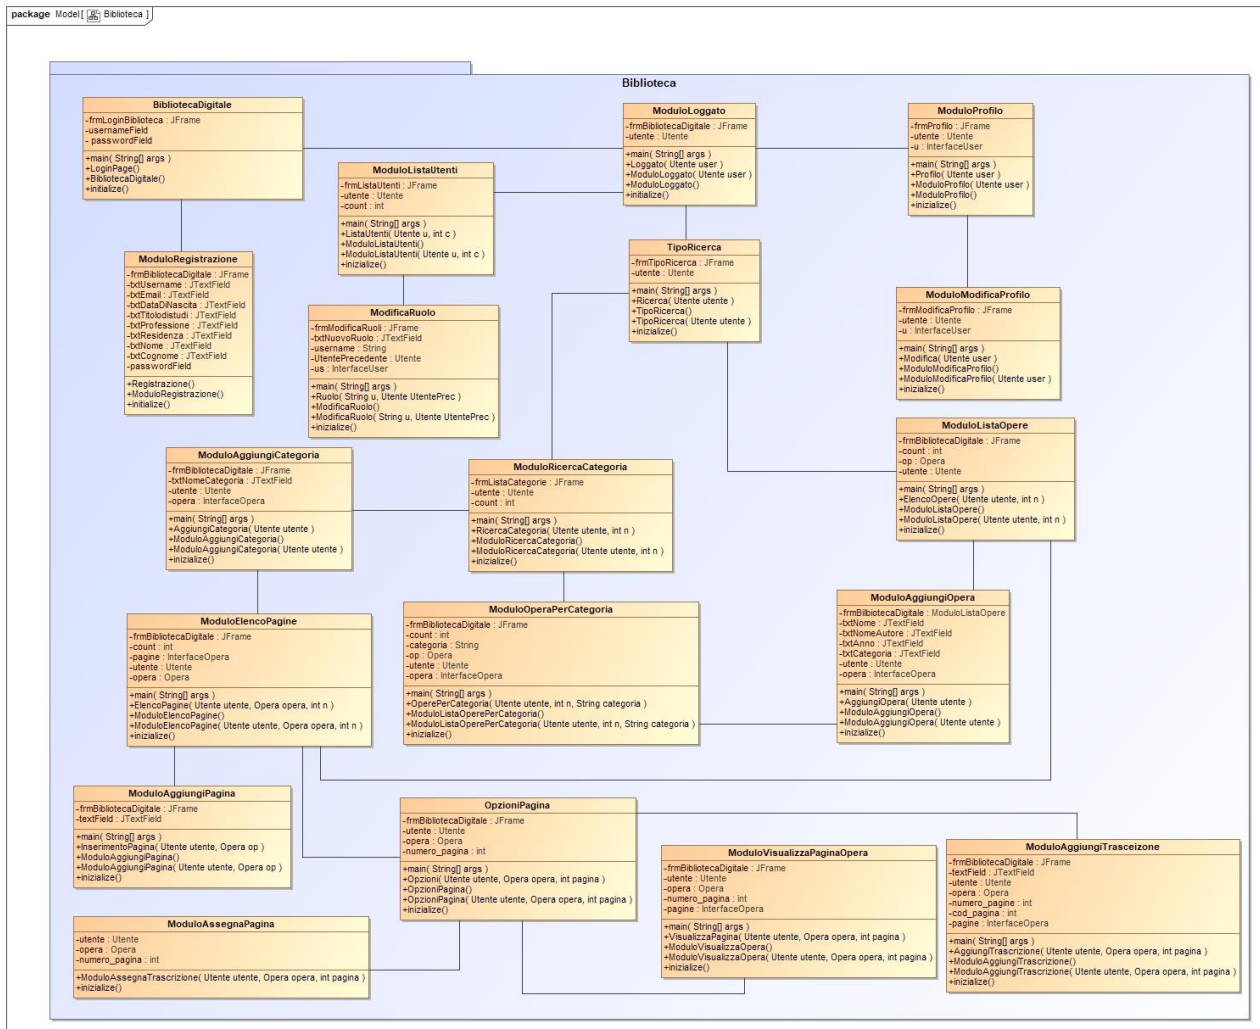 package Model[ Biblioteca ]
Biblioteca
BibliotecaDigitale
-frmLoginBiblioteca : JFrame
-usernameField
- passwordField
+main( String[] args )
+LoginPage()
+BibliotecaDigitale()
+initialize()
ModuloLoggato
-frmBibliotecaDigitale : JFrame
-utente : Utente
+main( String[] args )
+Loggato( Utente user )
+ModuloLoggato( Utente user )
+ModuloLoggato()
+initialize()
ModuloProfilo
-frmProfilo : JFrame
-utente : Utente
-u : InterfaceUser
+main( String[] args )
+Profilo( Utente user )
+ModuloProfilo( Utente user )
+ModuloProfilo()
+inizialize()
ModuloListaUtenti
-frmListaUtenti : JFrame
-utente : Utente
-count : int
+main( String[] args )
+ListaUtenti( Utente u, int c )
+ModuloListaUtenti()
+ModuloListaUtenti( Utente u, int c )
+inizialize()
ModuloRegistrazione
-frmBibliotecaDigitale : JFrame
-txtUsername : JTextField
-txtEmail : JTextField
-txtDataDiNascita : JTextField
-txtTitolodistudi : JTextField
-txtProfessione : JTextField
-txtResidenza : JTextField
-txtNome : JTextField
-txtCognome : JTextField
-passwordField
+Registrazione()
+ModuloRegistrazione()
+initialize()
TipoRicerca
-frmTipoRicerca : JFrame
-utente : Utente
+main( String[] args )
+Ricerca( Utente utente )
+TipoRicerca()
+TipoRicerca( Utente utente )
+inizialize()
ModificaRuolo
-frmModificaRuoli : JFrame
-txtNuovoRuolo : JTextField
-username : String
-UtentePrecedente : Utente
-us : InterfaceUser
+main( String[] args )
+Ruolo( String u, Utente UtentePrec )
+ModificaRuolo()
+ModificaRuolo( String u, Utente UtentePrec )
+inizialize()
ModuloModificaProfilo
-frmModificaProfilo : JFrame
-utente : Utente
-u : InterfaceUser
+main( String[] args )
+Modifica( Utente user )
+ModuloModificaProfilo()
+ModuloModificaProfilo( Utente user )
+inizialize()
ModuloListaOpere
-frmBibliotecaDigitale : JFrame
-count : int
-op : Opera
-utente : Utente
+main( String[] args )
+ElencoOpere( Utente utente, int n )
+ModuloListaOpere()
+ModuloListaOpere( Utente utente, int n )
+inizialize()
ModuloAggiungiCategoria
-frmBibliotecaDigitale : JFrame
-txtNomeCategoria : JTextField
-utente : Utente
-opera : InterfaceOpera
+main( String[] args )
+AggiungiCategoria( Utente utente )
+ModuloAggiungiCategoria()
+ModuloAggiungiCategoria( Utente utente )
+inizialize()
ModuloRicercaCategoria
-frmListaCategorie : JFrame
-utente : Utente
-count : int
+main( String[] args )
+RicercaCategoria( Utente utente, int n )
+ModuloRicercaCategoria()
+ModuloRicercaCategoria( Utente utente, int n )
+inizialize()
ModuloAggiungiOpera
-frmBibliotecaDigitale : ModuloListaOpere
-txtNome : JTextField
-txtNomeAutore : JTextField
-txtAnno : JTextField
-txtCategoria : JTextField
-utente : Utente
-opera : InterfaceOpera
+main( String[] args )
+AggiungiOpera( Utente utente )
+ModuloAggiungiOpera()
+ModuloAggiungiOpera( Utente utente )
+inizialize()
ModuloOperaPerCategoria
-frmBibliotecaDigitale : JFrame
-count : int
-categoria : String
-op : Opera
-utente : Utente
-opera : InterfaceOpera
+main( String[] args )
+OperePerCategoria( Utente utente, int n, String categoria )
+ModuloListaOperePerCategoria()
+ModuloListaOperePerCategoria( Utente utente, int n, String categoria )
+inizialize()
ModuloElencoPagine
-frmBibliotecaDigitale : JFrame
-count : int
-pagine : InterfaceOpera
-utente : Utente
-opera : Opera
+main( String[] args )
+ElencoPagine( Utente utente, Opera opera, int n )
+ModuloElencoPagine()
+ModuloElencoPagine( Utente utente, Opera opera, int n )
+inizialize()
ModuloAggiungiPagina
-frmBibliotecaDigitale : JFrame
-textField : JTextField
+main( String[] args )
+InserimentoPagina( Utente utente, Opera op )
+ModuloAggiungiPagina()
+ModuloAggiungiPagina( Utente utente, Opera op )
+inizialize()
OpzioniPagina
-frmBibliotecaDigitale : JFrame
-utente : Utente
-opera : Opera
-numero_pagina : int
+main( String[] args )
+Opzioni( Utente utente, Opera opera, int pagina )
+OpzioniPagina()
+OpzioniPagina( Utente utente, Opera opera, int pagina )
+inizialize()
ModuloVisualizzaPaginaOpera
-frmBibliotecaDigitale : JFrame
-utente : Utente
-opera : Opera
-numero_pagina : int
-pagine : InterfaceOpera
+main( String[] args )
+VisualizzaPagina( Utente utente, Opera opera, int pagina )
+ModuloVisualizzaOpera()
+ModuloVisualizzaOpera( Utente utente, Opera opera, int pagina )
+inizialize()
ModuloAggiungiTrasceizone
-frmBibliotecaDigitale : JFrame
-textField : JTextField
-utente : Utente
-opera : Opera
-numero_pagine : int
-cod_pagina : int
-pagine : InterfaceOpera
+main( String[] args )
+AggiungiTrascrizione( Utente utente, Opera opera, int pagina )
+ModuloAggiungiTrascrizione()
+ModuloAggiungiTrascrizione( Utente utente, Opera opera, int pagina )
+inizialize()
ModuloAssegnaPagina
-utente : Utente
-opera : Opera
-numero_pagina : int
+ModuloAssegnaTrascrizione( Utente utente, Opera opera, int pagina )
+inizialize()